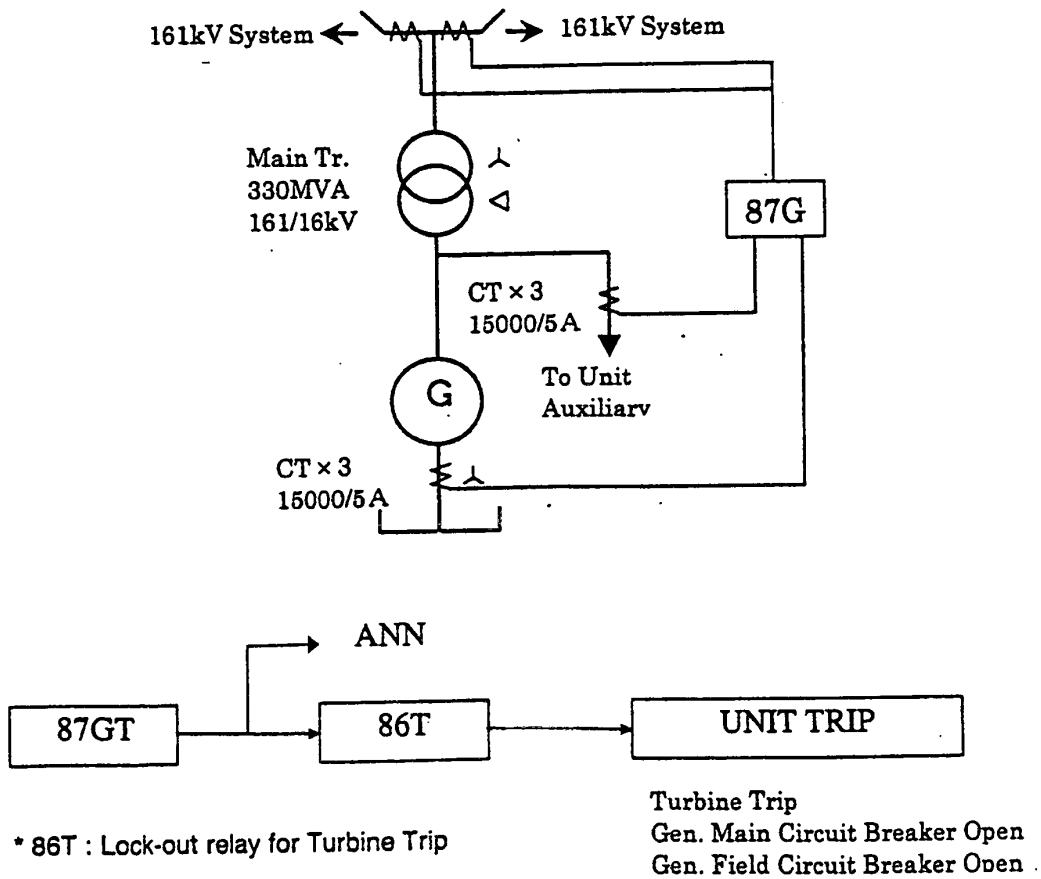 161kV System
161kV System
Main Tr.
330MVA
161/16kV
87G
CT × 3
15000/5A
To Unit
Auxiliary
G
CT × 3
15000/5A
ANN
87GT
86T
UNIT TRIP
* 86T : Lock-out relay for Turbine Trip
Turbine Trip
Gen. Main Circuit Breaker Open
Gen. Field Circuit Breaker Open